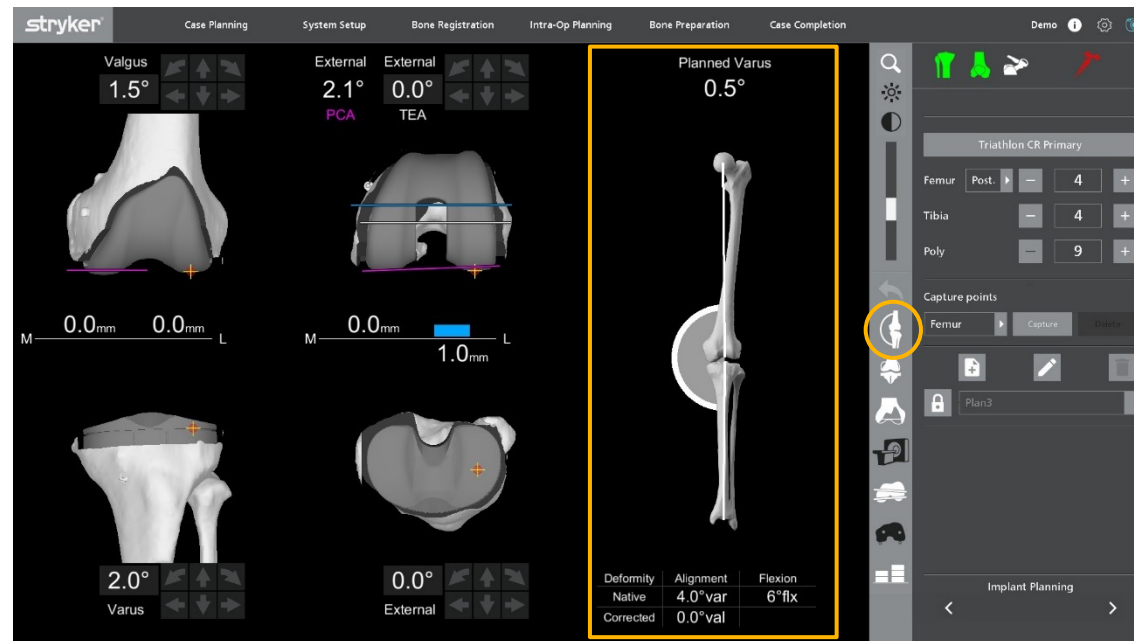 stryker
Case Planning
System Setup
Bone Registration
Intra-Op Planning
Bone Preparation
Case Completion
Demo
Valgus
1.5°
External
2.1°
PCA
External
0.0°
TEA
Planned Varus
0.5°
Triathlon CR Primary
Femur Post. − 4 +
Tibia − 4 +
Poly − 9 +
Capture points
Femur Capture Delete
Plan3
M 0.0mm 0.0mm L
M 0.0mm 1.0mm L
2.0°
Varus
0.0°
External
Deformity Alignment Flexion
Native 4.0°var 6°flx
Corrected 0.0°val
Implant Planning